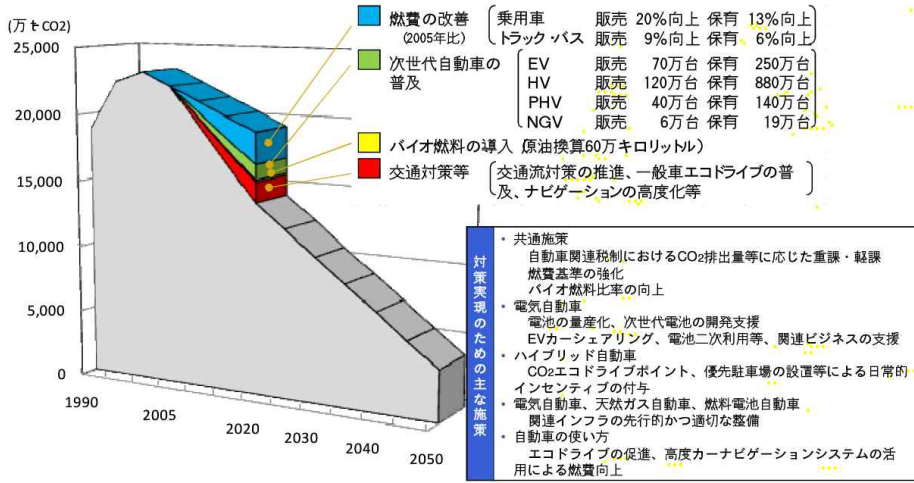 (万t-CO2)
25,000
20,000
15,000
10,000
5,000
0
1990
2005
2020
2030
2040
2050
燃費の改善
(2005年比)
乗用車 販売 20%向上 保育 13%向上
トラック・バス 販売 9%向上 保育 6%向上
次世代自動車の
普及
EV 販売 70万台 保育 250万台
HV 販売 120万台 保育 880万台
PHV 販売 40万台 保育 140万台
NGV 販売 6万台 保育 19万台
バイオ燃料の導入（原油換算60万キロリットル）
交通対策等
交通流対策の推進、一般車エコドライブの普
及、ナビゲーションの高度化等
対策実現のための主な施策
・共通施策
自動車関連税制におけるCO2排出量等に応じた重課・軽課
燃費基準の強化
バイオ燃料比率の向上
・電気自動車
電池の量産化、次世代電池の開発支援
EVカーシェアリング、電池二次利用等、関連ビジネスの支援
・ハイブリッド自動車
CO2エコドライブポイント、優先駐車場の設置等による日常的
インセンティブの付与
・電気自動車、天然ガス自動車、燃料電池自動車
関連インフラの先行的かつ適切な整備
・自動車の使い方
エコドライブの促進、高度カーナビゲーションシステムの活
用による燃費向上